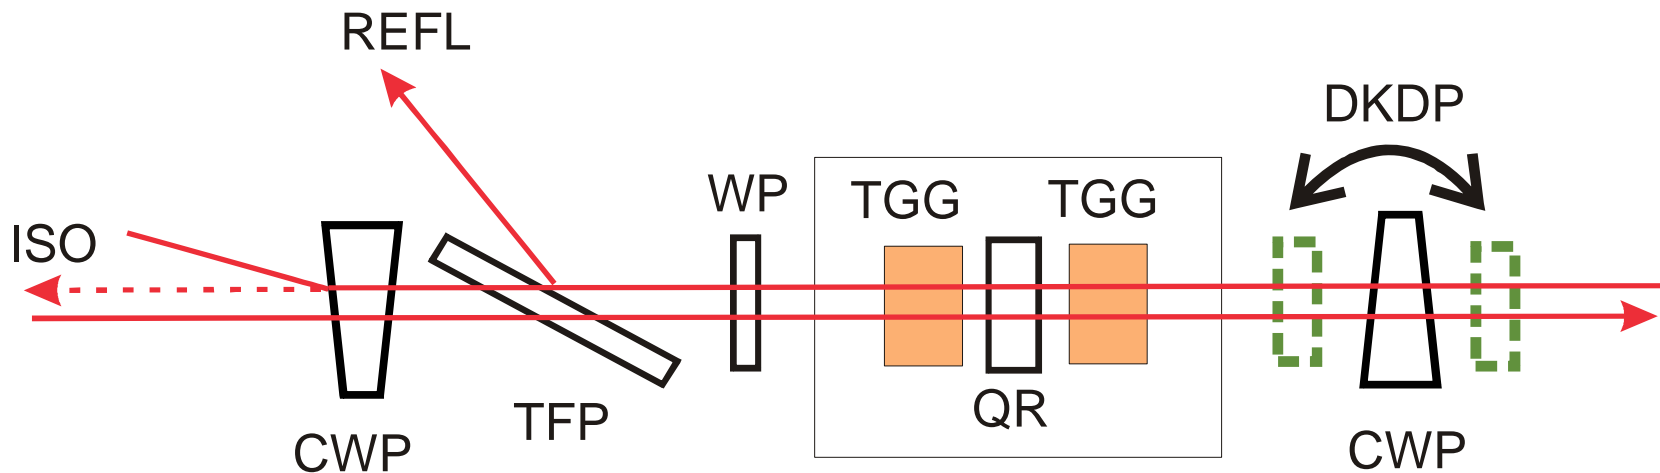 REFL
DKDP
WP
TGG
TGG
ISO
QR
TFP
CWP
CWP